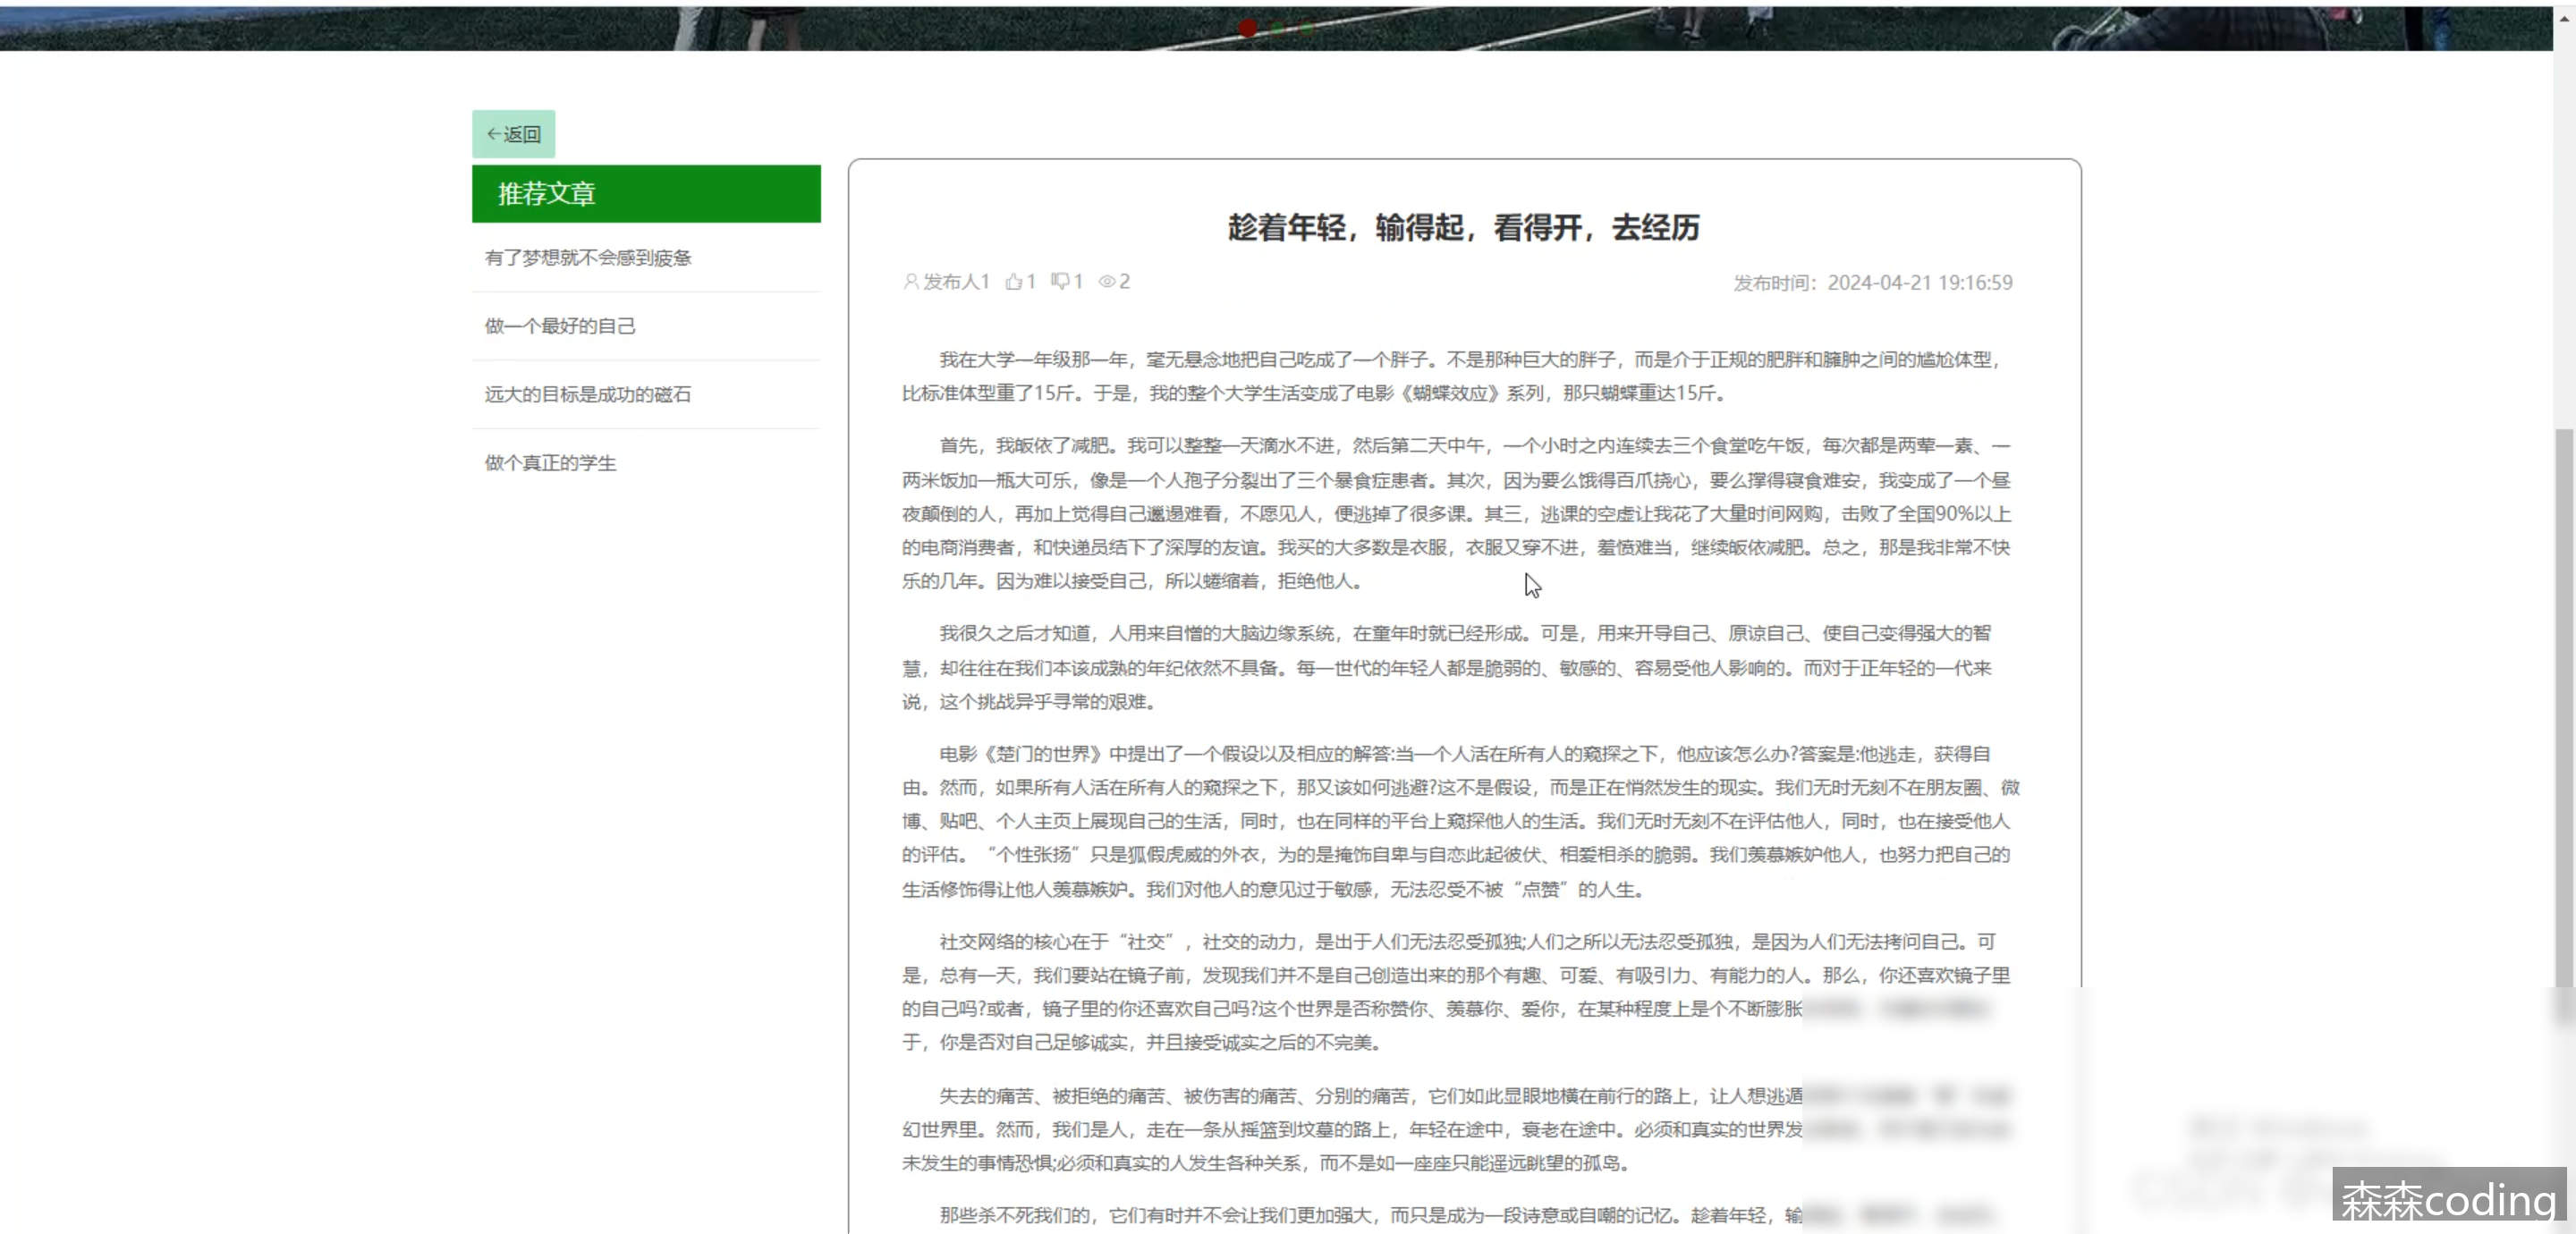 ←返回
推荐文章
有了梦想就不会感到疲惫
做一个最好的自己
远大的目标是成功的磁石
做个真正的学生
趁着年轻，输得起，看得开，去经历
发布人1 1 1 2
发布时间：2024-04-21 19:16:59
我在大学一年级那一年，毫无悬念地把自己吃成了一个胖子。不是那种巨大的胖子，而是介于正规的肥胖和臃肿之间的尴尬体型，
比标准体型重了15斤。于是，我的整个大学生活变成了电影《蝴蝶效应》系列，那只蝴蝶重达15斤。
首先，我皈依了减肥。我可以整整一天滴水不进，然后第二天中午，一个小时之内连续去三个食堂吃午饭，每次都是两荤一素、一
两米饭加一瓶大可乐，像是一个人孢子分裂出了三个暴食症患者。其次，因为要么饿得百爪挠心，要么撑得寝食难安，我变成了一个昼
夜颠倒的人，再加上觉得自己邋遢难看，不愿见人，便逃掉了很多课。其三，逃课的空虚让我花了大量时间网购，击败了全国90%以上
的电商消费者，和快递员结下了深厚的友谊。我买的大多数是衣服，衣服又穿不进，羞愤难当，继续皈依减肥。总之，那是我非常不快
乐的几年。因为难以接受自己，所以蜷缩着，拒绝他人。
我很久之后才知道，人用来自憎的大脑边缘系统，在童年时就已经形成。可是，用来开导自己、原谅自己、使自己变得强大的智
慧，却往往在我们本该成熟的年纪依然不具备。每一世代的年轻人都是脆弱的、敏感的、容易受他人影响的。而对于正年轻的一代来
说，这个挑战异乎寻常的艰难。
电影《楚门的世界》中提出了一个假设以及相应的解答:当一个人活在所有人的窥探之下，他应该怎么办?答案是:他逃走，获得自
由。然而，如果所有人活在所有人的窥探之下，那又该如何逃避?这不是假设，而是正在悄然发生的现实。我们无时无刻不在朋友圈、微
博、贴吧、个人主页上展现自己的生活，同时，也在同样的平台上窥探他人的生活。我们无时无刻不在评估他人，同时，也在接受他人
的评估。“个性张扬”只是狐假虎威的外衣，为的是掩饰自卑与自恋此起彼伏、相爱相杀的脆弱。我们羡慕嫉妒他人，也努力把自己的
生活修饰得让他人羡慕嫉妒。我们对他人的意见过于敏感，无法忍受不被“点赞”的人生。
社交网络的核心在于“社交”，社交的动力，是出于人们无法忍受孤独;人们之所以无法忍受孤独，是因为人们无法拷问自己。可
是，总有一天，我们要站在镜子前，发现我们并不是自己创造出来的那个有趣、可爱、有吸引力、有能力的人。那么，你还喜欢镜子里
的自己吗?或者，镜子里的你还喜欢自己吗?这个世界是否称赞你、羡慕你、爱你，在某种程度上是个不断膨胀
于，你是否对自己足够诚实，并且接受诚实之后的不完美。
失去的痛苦、被拒绝的痛苦、被伤害的痛苦、分别的痛苦，它们如此显眼地横在前行的路上，让人想逃遁
幻世界里。然而，我们是人，走在一条从摇篮到坟墓的路上，年轻在途中，衰老在途中。必须和真实的世界发
未发生的事情恐惧;必须和真实的人发生各种关系，而不是如一座座只能遥远眺望的孤岛。
那些杀不死我们的，它们有时并不会让我们更加强大，而只是成为一段诗意或自嘲的记忆。趁着年轻，输
森森coding